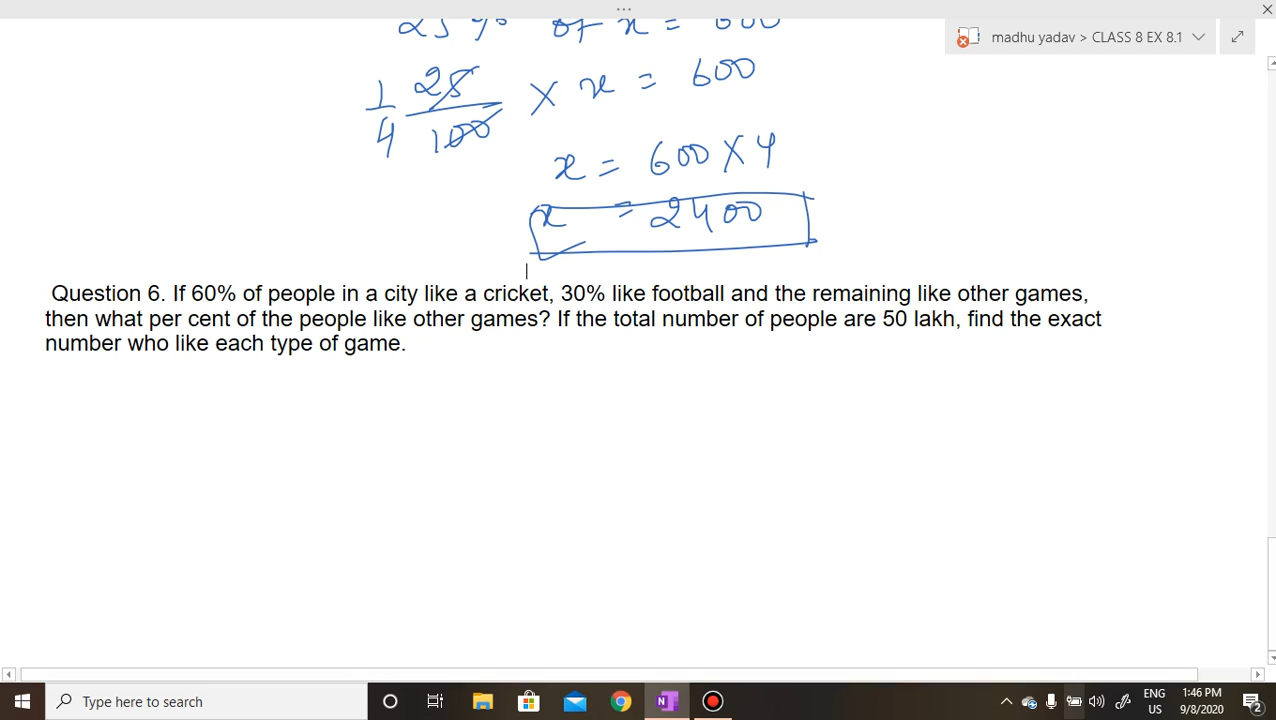 25 % of x = 600
madhu yadav > CLASS 8 EX 8.1
1/4 25/100 × x = 600
x = 600 × 4
x = 2400
Question 6. If 60% of people in a city like a cricket, 30% like football and the remaining like other games,
then what per cent of the people like other games? If the total number of people are 50 lakh, find the exact
number who like each type of game.
Type here to search
ENG
US
1:46 PM
9/8/2020
2